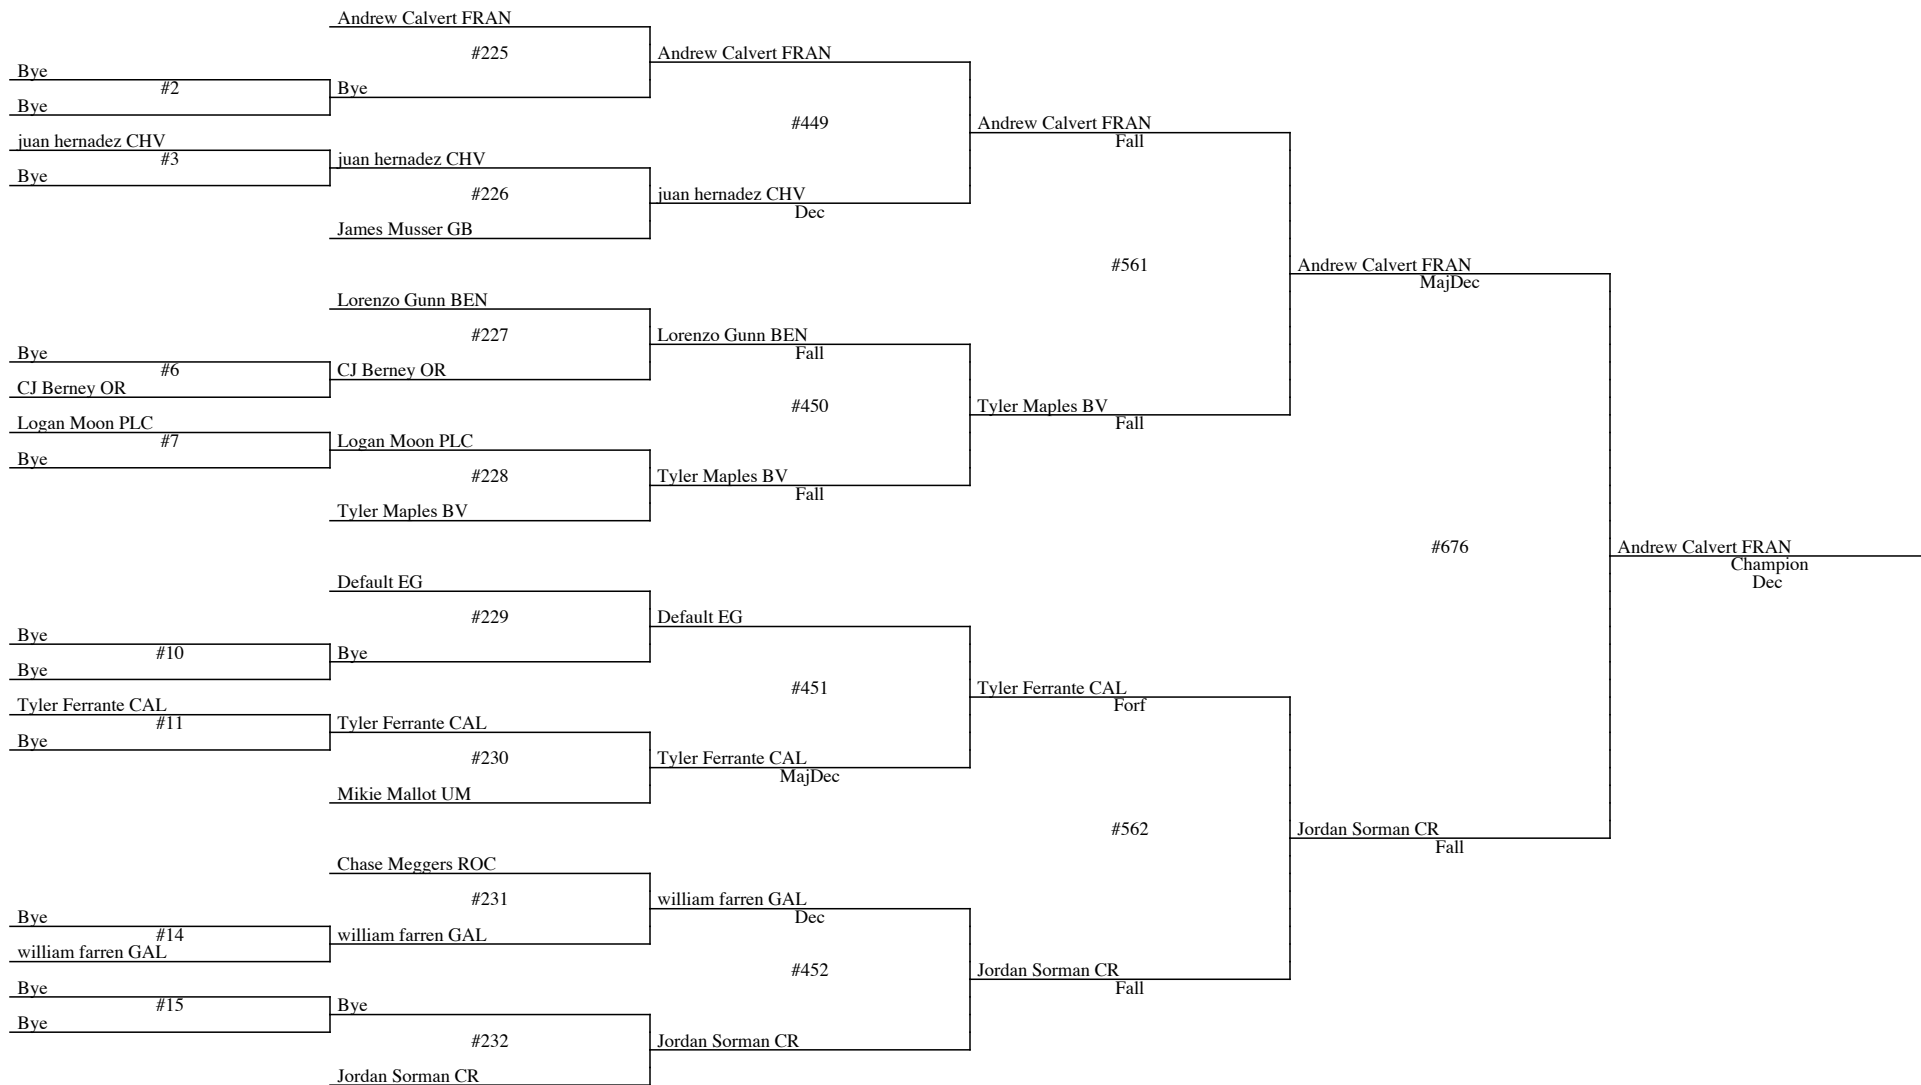 Andrew Calvert FRAN
#225
Andrew Calvert FRAN
Bye
#2
Bye
Bye
#449
Andrew Calvert FRAN
Fall
juan hernadez CHV
#3
juan hernadez CHV
Bye
#226
juan hernadez CHV
Dec
James Musser GB
#561
Andrew Calvert FRAN
MajDec
Lorenzo Gunn BEN
#227
Lorenzo Gunn BEN
Fall
Bye
#6
CJ Berney OR
CJ Berney OR
#450
Tyler Maples BV
Fall
Logan Moon PLC
#7
Logan Moon PLC
Bye
#228
Tyler Maples BV
Fall
Tyler Maples BV
#676
Andrew Calvert FRAN
Champion
Dec
Default EG
#229
Default EG
Bye
#10
Bye
Bye
#451
Tyler Ferrante CAL
Forf
Tyler Ferrante CAL
#11
Tyler Ferrante CAL
Bye
#230
Tyler Ferrante CAL
MajDec
Mikie Mallot UM
#562
Jordan Sorman CR
Fall
Chase Meggers ROC
#231
william farren GAL
Dec
Bye
#14
william farren GAL
william farren GAL
#452
Jordan Sorman CR
Fall
Bye
#15
Bye
Bye
#232
Jordan Sorman CR
Jordan Sorman CR